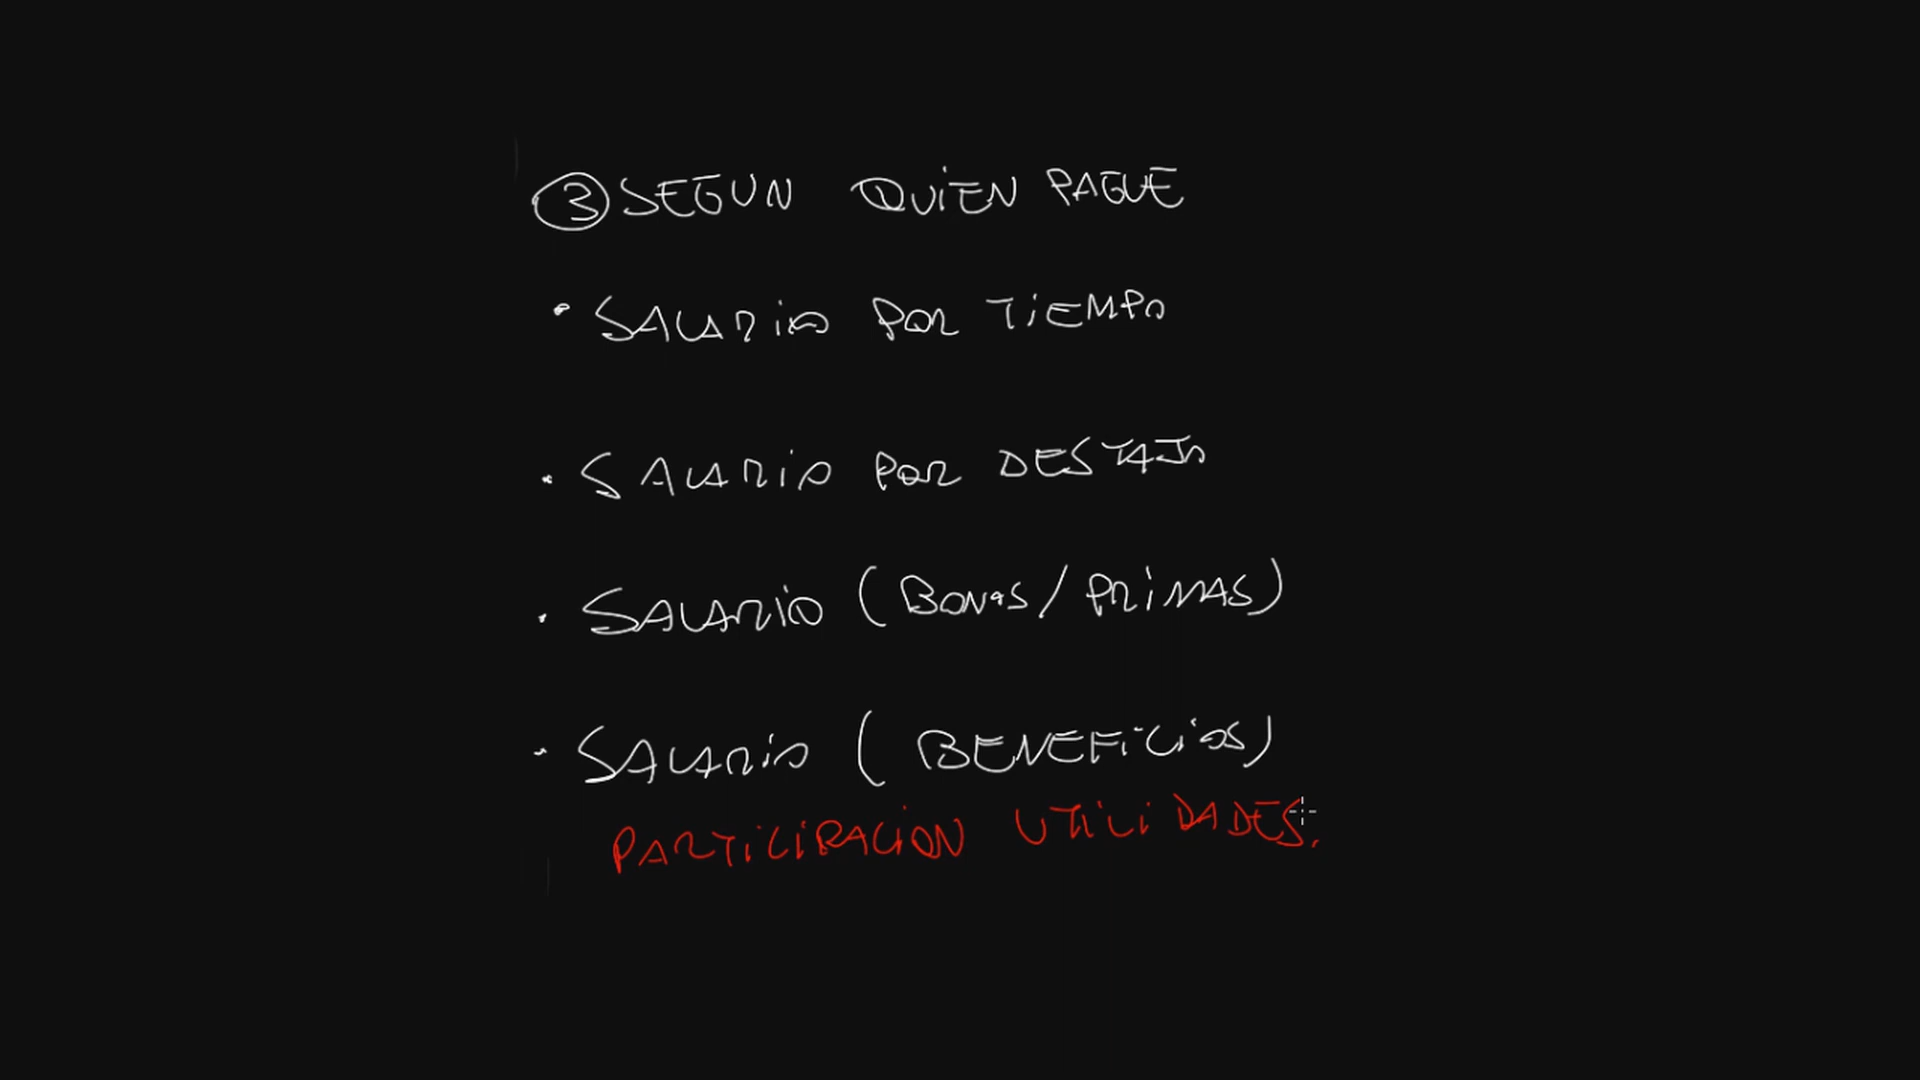 ③ SEGUN QUIEN PAGUE
• SALARIO POR TIEMPO
• SALARIO POR DESTAJO
• SALARIO (BONOS/PRIMAS)
• SALARIO (BENEFICIOS)
PARTICIPACION UTILIDADES.